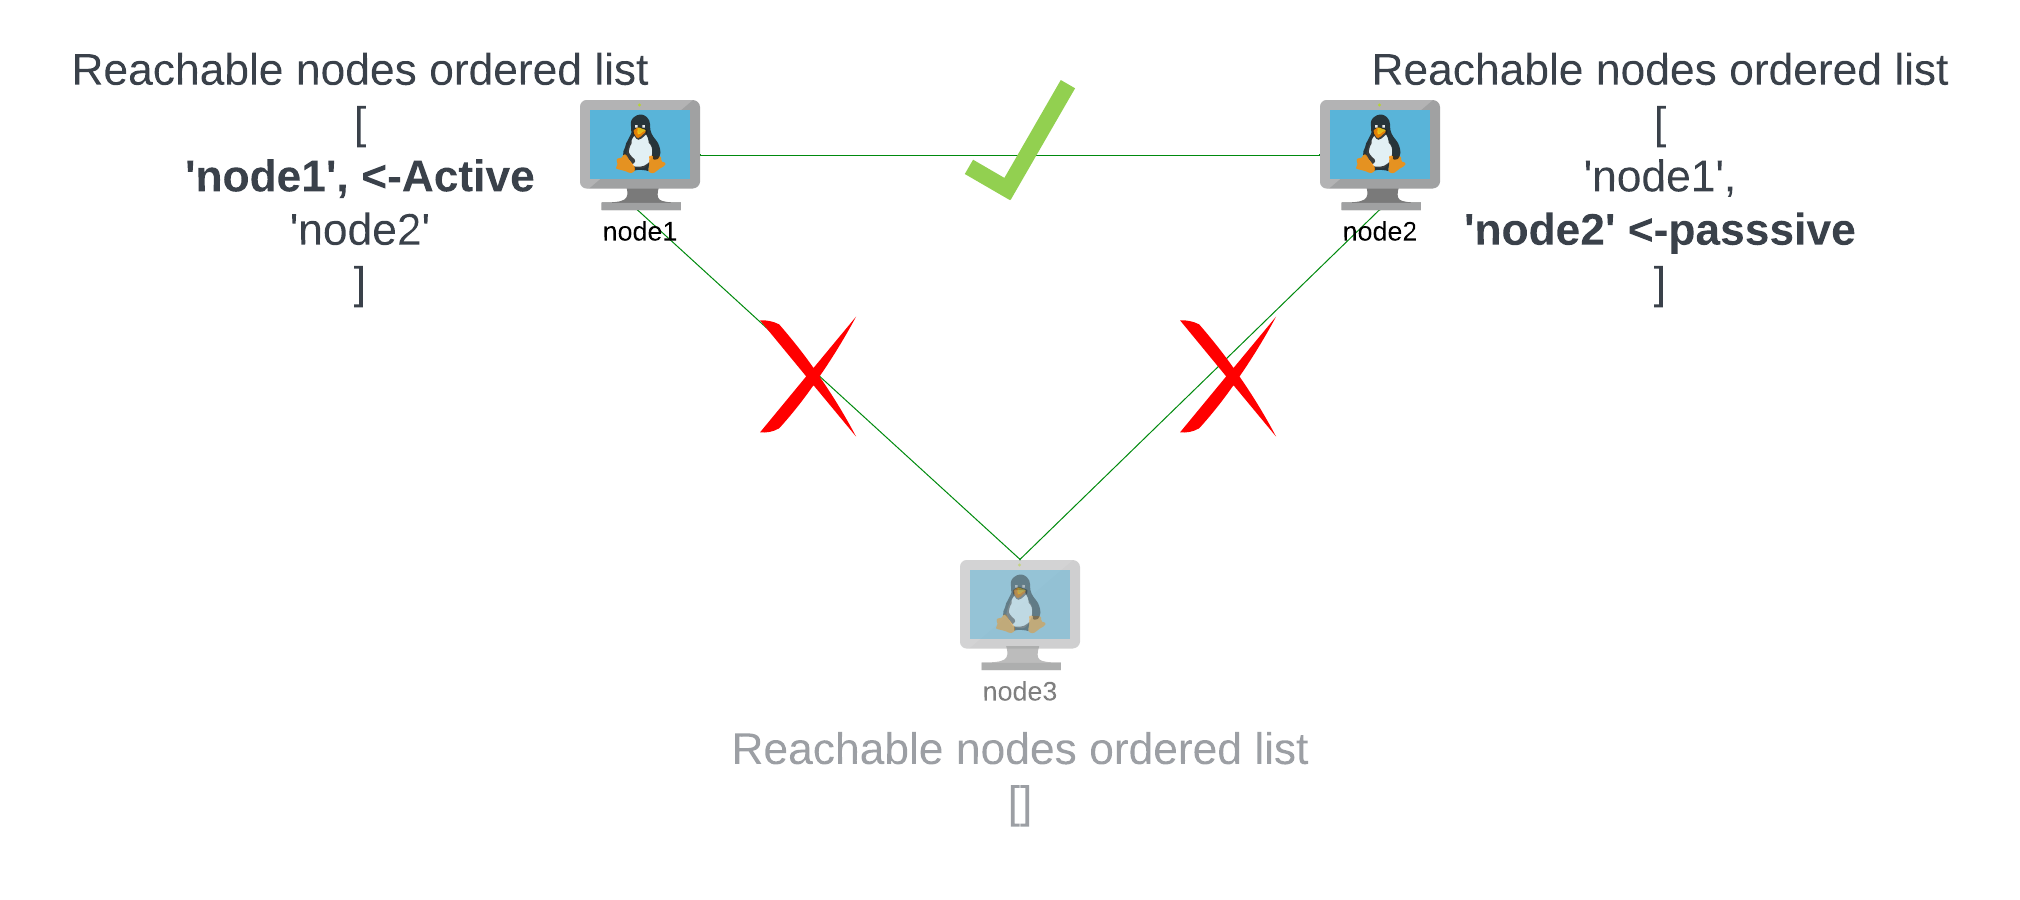 Reachable nodes ordered list
[
'node1', <-Active
'node2'
]
node1
Reachable nodes ordered list
[
'node1',
'node2' <-passsive
]
node2
node3
Reachable nodes ordered list
[]